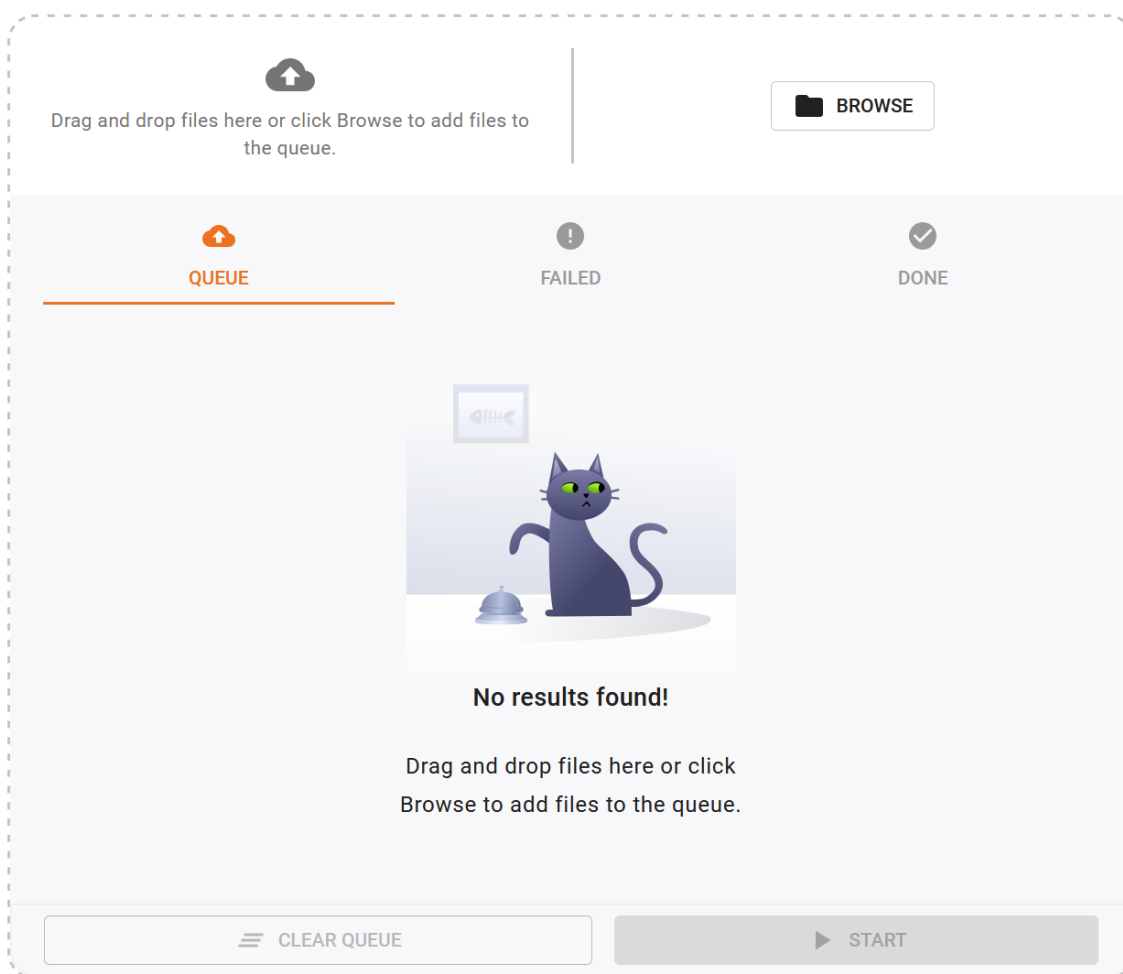 Drag and drop files here or click Browse to add files to
the queue.
BROWSE
QUEUE
FAILED
DONE
No results found!
Drag and drop files here or click
Browse to add files to the queue.
CLEAR QUEUE
START